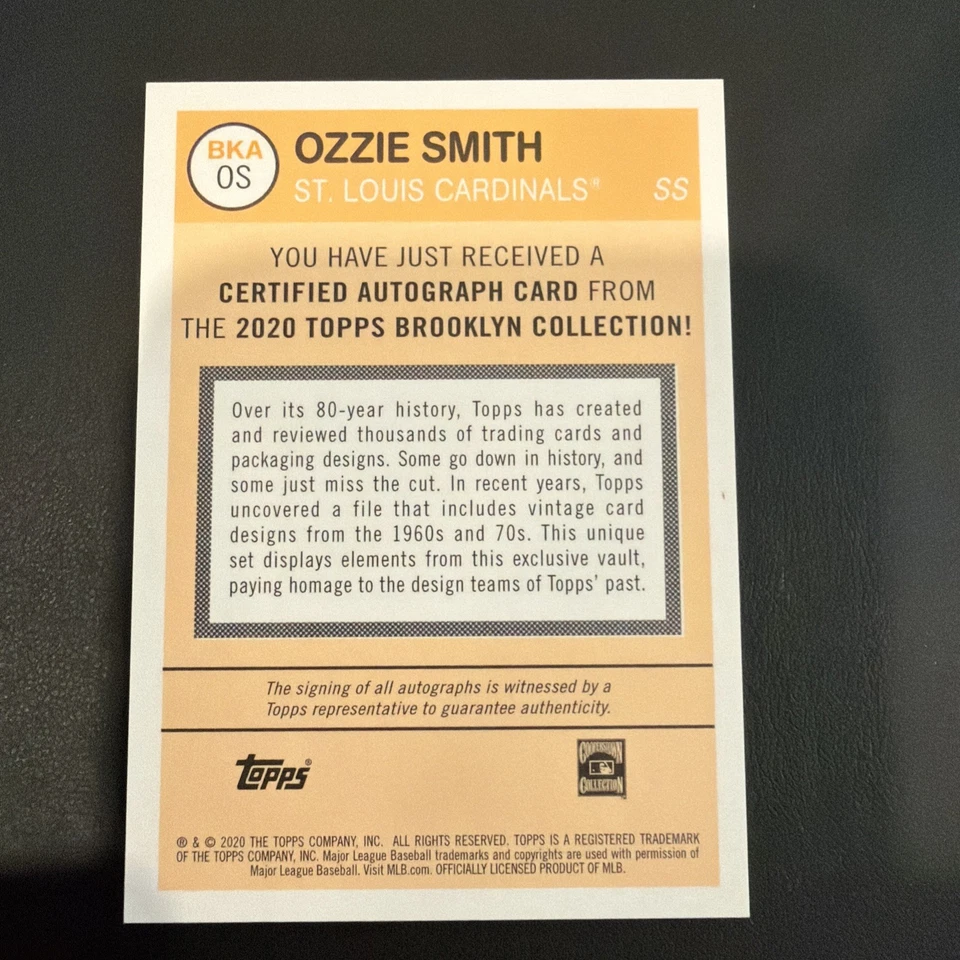 BKA
OS
OZZIE SMITH
ST. LOUIS CARDINALS® SS
YOU HAVE JUST RECEIVED A
CERTIFIED AUTOGRAPH CARD FROM
THE 2020 TOPPS BROOKLYN COLLECTION!
Over its 80-year history, Topps has created
and reviewed thousands of trading cards and
packaging designs. Some go down in history, and
some just miss the cut. In recent years, Topps
uncovered a file that includes vintage card
designs from the 1960s and 70s. This unique
set displays elements from this exclusive vault,
paying homage to the design teams of Topps' past.
The signing of all autographs is witnessed by a
Topps representative to guarantee authenticity.
Topps®
COOPERSTOWN
COLLECTION
® & © 2020 THE TOPPS COMPANY, INC. ALL RIGHTS RESERVED. TOPPS IS A REGISTERED TRADEMARK
OF THE TOPPS COMPANY, INC. Major League Baseball trademarks and copyrights are used with permission of
Major League Baseball. Visit MLB.com. OFFICIALLY LICENSED PRODUCT OF MLB.